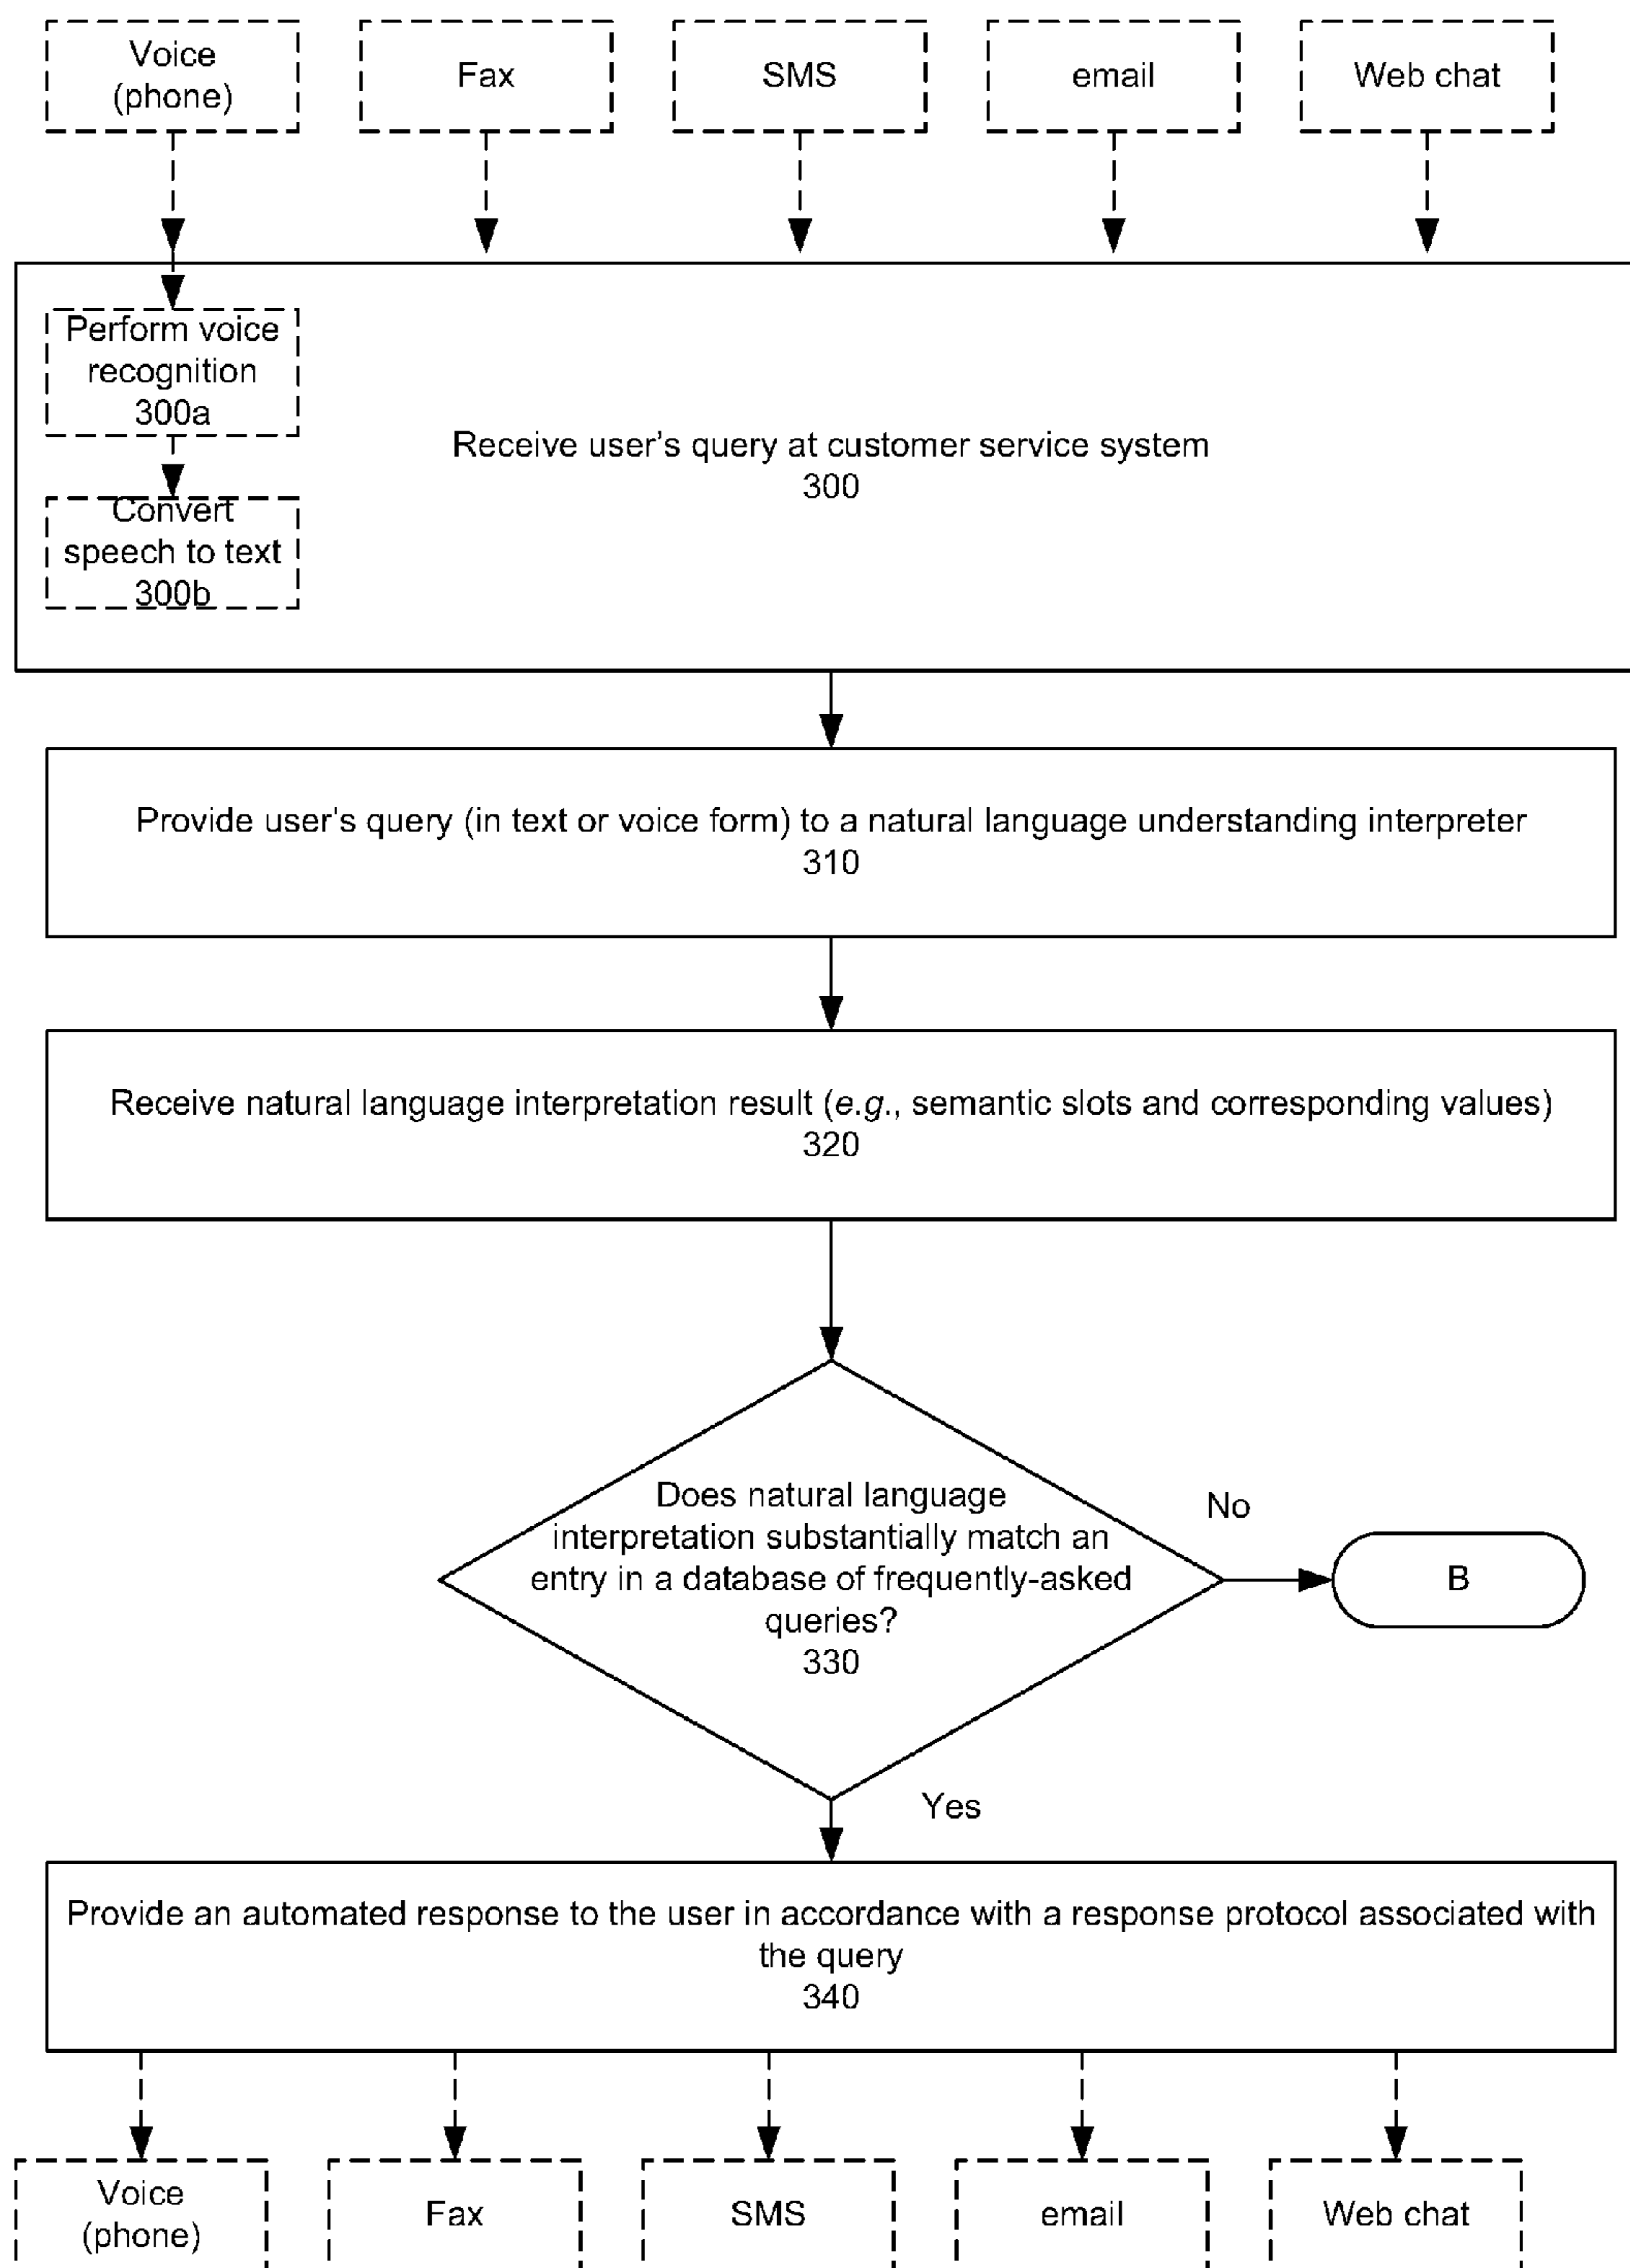 Voice
(phone)
Fax
SMS
email
Web chat
Perform voice
recognition
300a
Convert
speech to text
300b
Receive user's query at customer service system
300
Provide user's query (in text or voice form) to a natural language understanding interpreter
310
Receive natural language interpretation result (e.g., semantic slots and corresponding values)
320
Does natural language
interpretation substantially match an
entry in a database of frequently-asked
queries?
330
No
B
Yes
Provide an automated response to the user in accordance with a response protocol associated with
the query
340
Voice
(phone)
Fax
SMS
email
Web chat